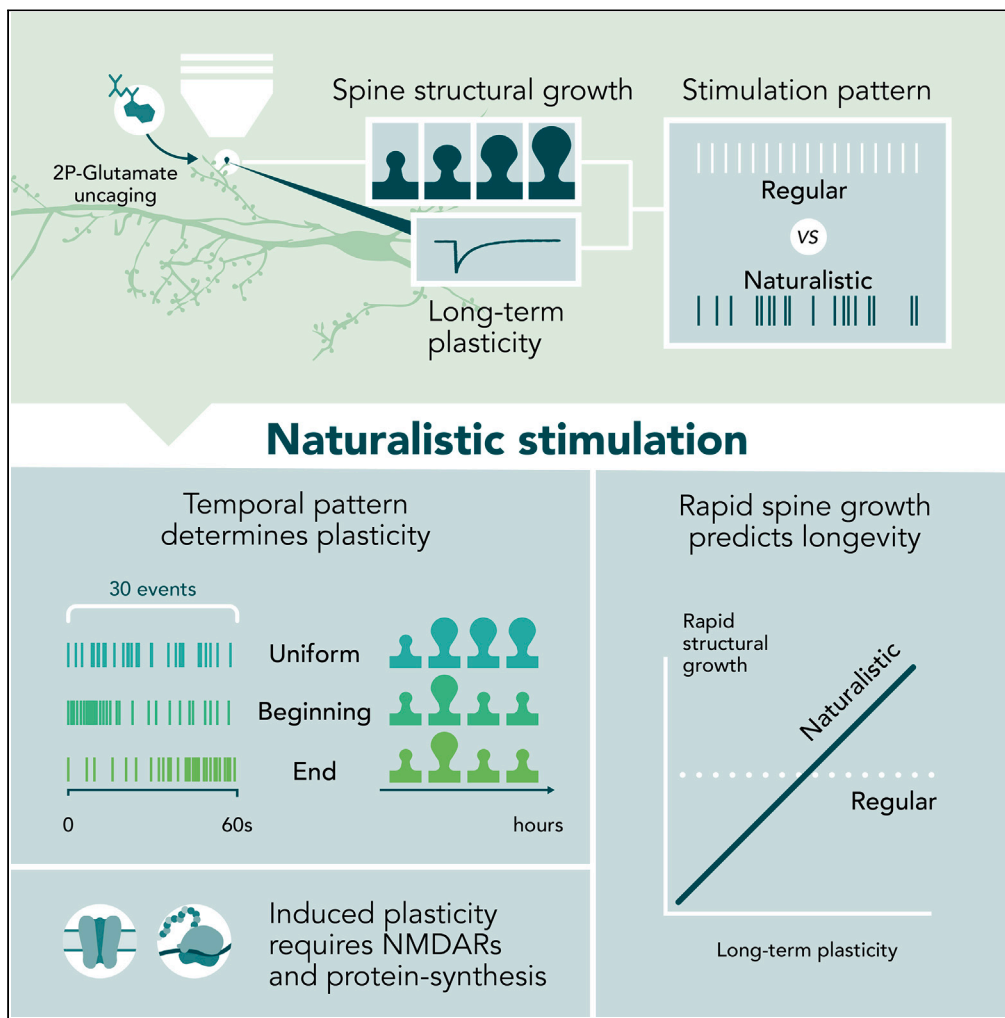 Spine structural growth
Stimulation pattern
2P-Glutamate
uncaging
Regular
VS
Naturalistic
Long-term
plasticity
Naturalistic stimulation
Temporal pattern
determines plasticity
30 events
Uniform
Beginning
End
0
60s
hours
Induced plasticity
requires NMDARs
and protein-synthesis
Rapid spine growth
predicts longevity
Rapid
structural
growth
Naturalistic
Regular
Long-term plasticity